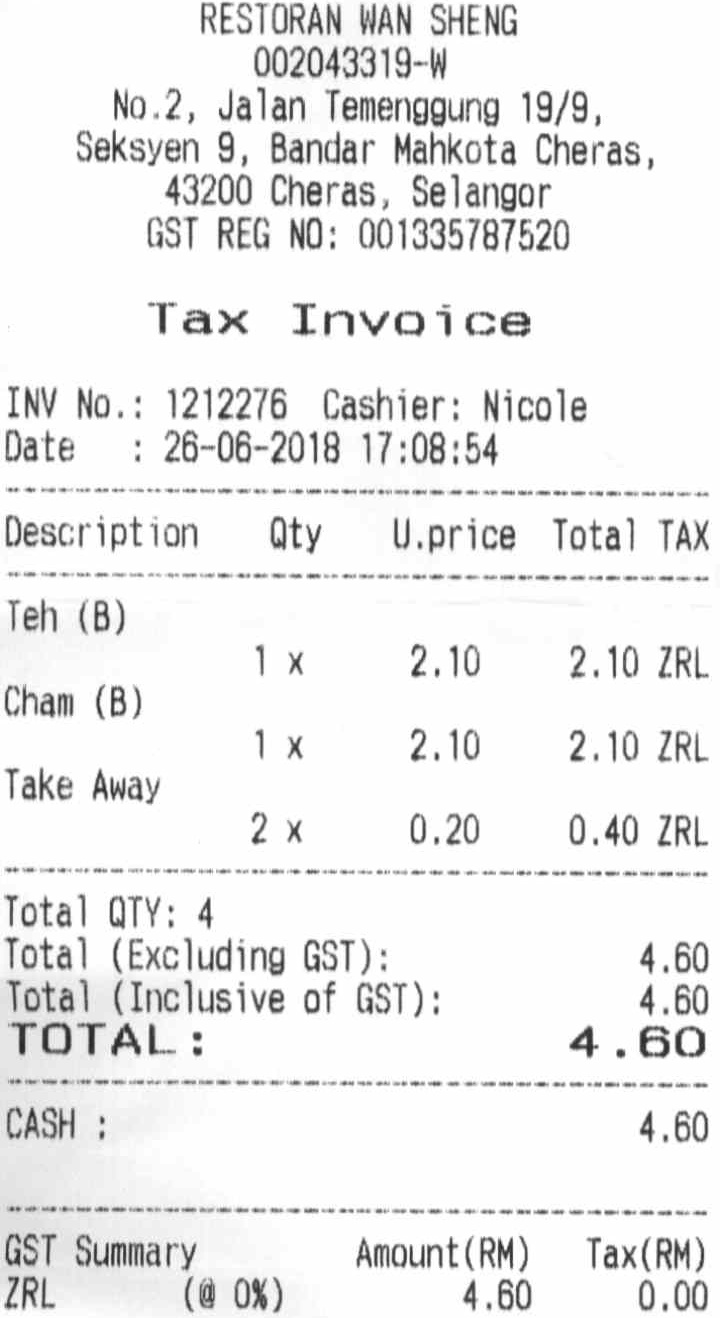 RESTORAN WAN SHENG
002043319-W
No.2, Jalan Temenggung 19/9,
Seksyen 9, Bandar Mahkota Cheras,
43200 Cheras, Selangor
GST REG NO: 001335787520
Tax Invoice
INV No.: 1212276 Cashier: Nicole
Date : 26-06-2018 17:08:54
Description Qty U.price Total TAX
Teh (B)
1 x 2.10 2.10 ZRL
Cham (B)
1 x 2.10 2.10 ZRL
Take Away
2 x 0.20 0.40 ZRL
Total QTY: 4
Total (Excluding GST): 4.60
Total (Inclusive of GST): 4.60
TOTAL: 4.60
CASH : 4.60
GST Summary Amount(RM) Tax(RM)
ZRL (@ 0%) 4.60 0.00